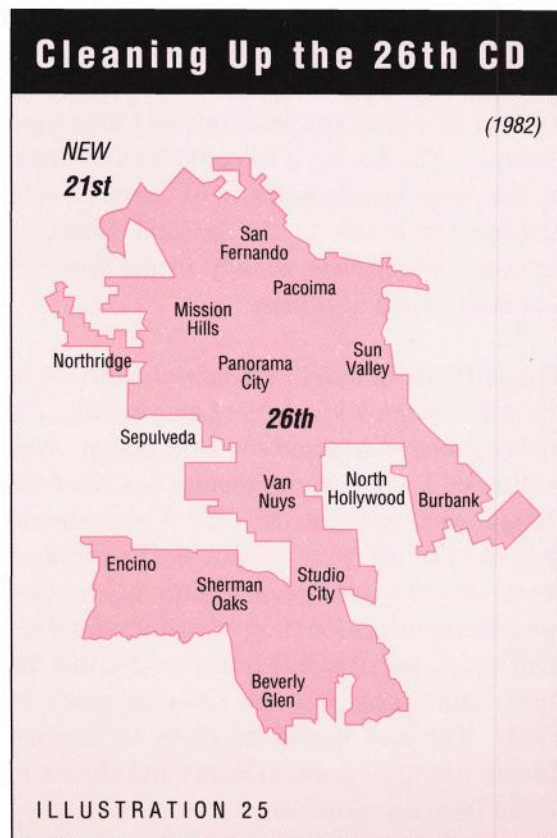 Cleaning Up the 26th CD
(1982)
NEW
21st
San
Fernando
Pacoima
Mission
Hills
Northridge
Panorama
City
Sun
Valley
26th
Sepulveda
Van
Nuys
North
Hollywood
Burbank
Encino
Sherman
Oaks
Studio
City
Beverly
Glen
ILLUSTRATION 25